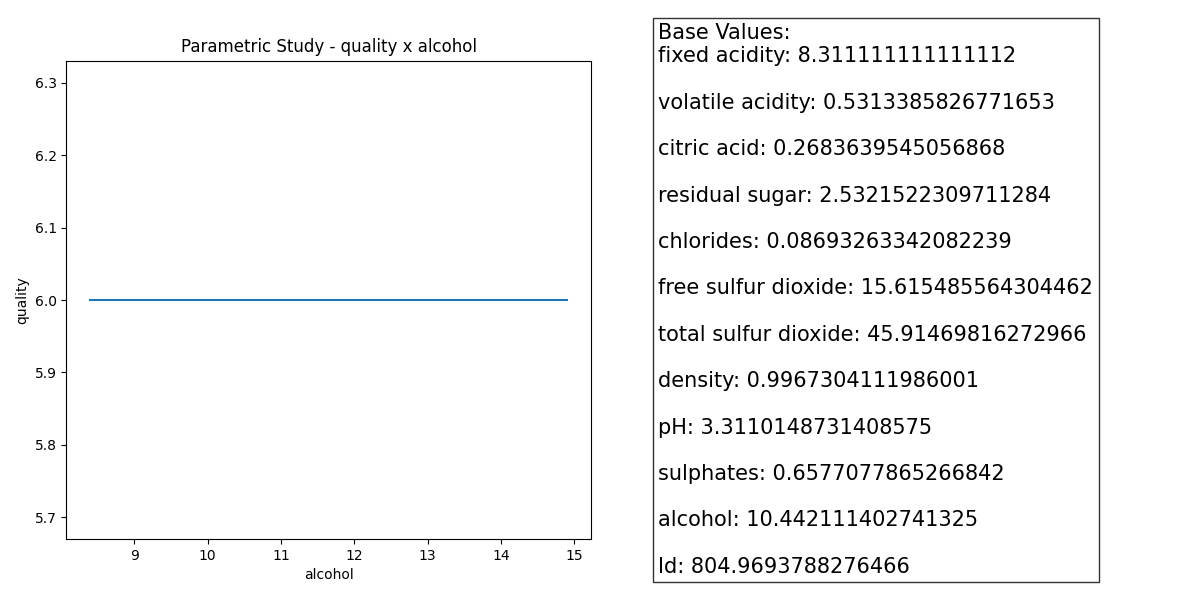 Parametric Study - quality x alcohol
quality
6.3
6.2
6.1
6.0
5.9
5.8
5.7
9 10 11 12 13 14 15
alcohol
Base Values:
fixed acidity: 8.311111111111112
volatile acidity: 0.5313385826771653
citric acid: 0.2683639545056868
residual sugar: 2.5321522309711284
chlorides: 0.08693263342082239
free sulfur dioxide: 15.615485564304462
total sulfur dioxide: 45.91469816272966
density: 0.9967304111986001
pH: 3.3110148731408575
sulphates: 0.6577077865266842
alcohol: 10.442111402741325
Id: 804.9693788276466